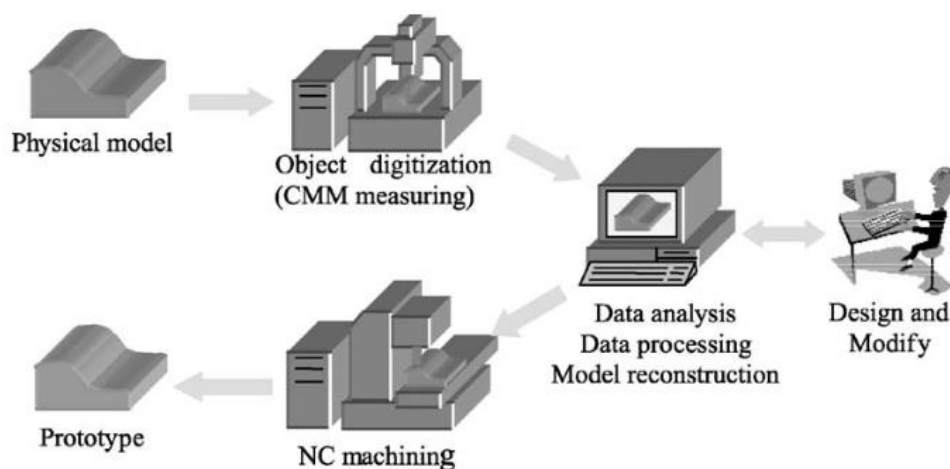 Physical model
Object digitization
(CMM measuring)
Data analysis
Data processing
Model reconstruction
Design and
Modify
NC machining
Prototype